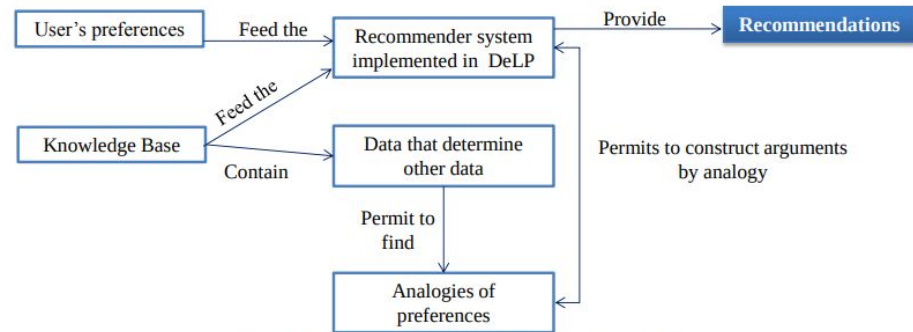 User's preferences
Feed the
Recommender system
implemented in DeLP
Provide
Recommendations
Feed the
Knowledge Base
Contain
Data that determine
other data
Permits to construct arguments
by analogy
Permit to
find
Analogies of
preferences